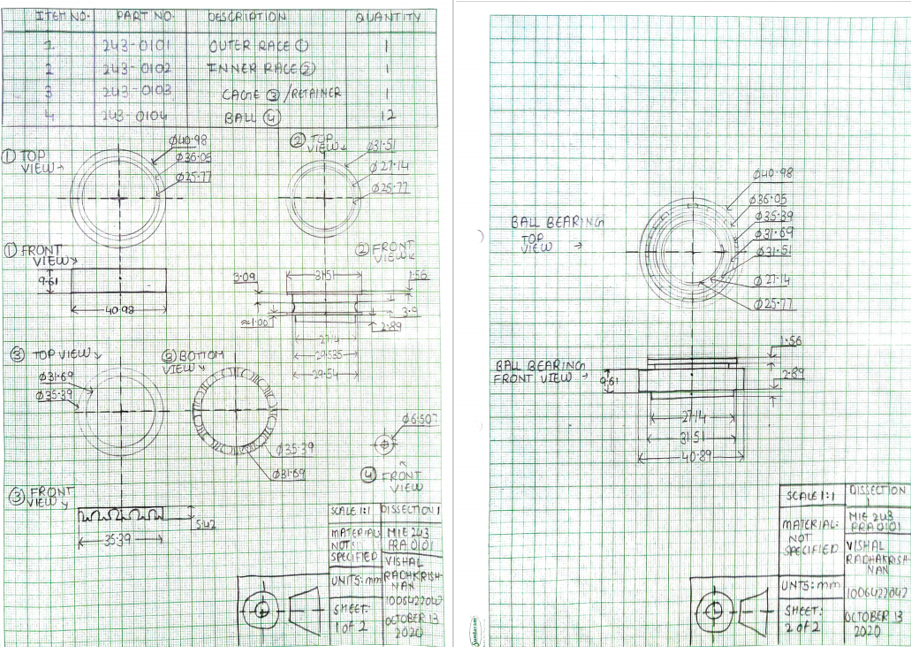 ITEM NO. PART NO. DESCRIPTION QUANTITY
1 243-0101 OUTER RACE ① 1
2 243-0102 INNER RACE ② 1
3 243-0103 CAGE ③ /RETAINER 1
4 243-0104 BALL ④ 12
① TOP
VIEW
Ø40.98
Ø36.05
Ø25.77
② TOP
VIEW
Ø31.51
Ø27.14
Ø25.77
① FRONT
VIEW
9.61
40.98
② FRONT
VIEW
3.09
31.51
1.56
≈1.00
3.9
2.89
27.14
29.535
29.54
③ TOP VIEW
Ø31.69
Ø35.39
③ BOTTOM
VIEW
Ø35.39
Ø31.69
Ø6.50
④ FRONT
VIEW
③ FRONT
VIEW
5.42
35.39
SCALE 1:1 DISSECTION 1
MATERIAL: NOT SPECIFIED
MIE 243
PRA 0101
UNITS: mm
VISHAL
RADHAKRISH-
NAN
1006422042
SHEET:
1 of 2
OCTOBER 13
2020
BALL BEARING
TOP
VIEW
Ø40.98
Ø36.05
Ø35.39
Ø31.69
Ø31.51
Ø27.14
Ø25.77
BALL BEARING
FRONT VIEW
9.61
1.56
2.89
27.14
31.51
40.89
SCALE 1:1
DISSECTION
1
MATERIAL:
NOT
SPECIFIED
MIE 243
PRA 0101
VISHAL
RADHAKRISH-
NAN
UNTS: mm
1006422042
SHEET:
2 of 2
OCTOBER 13
2020